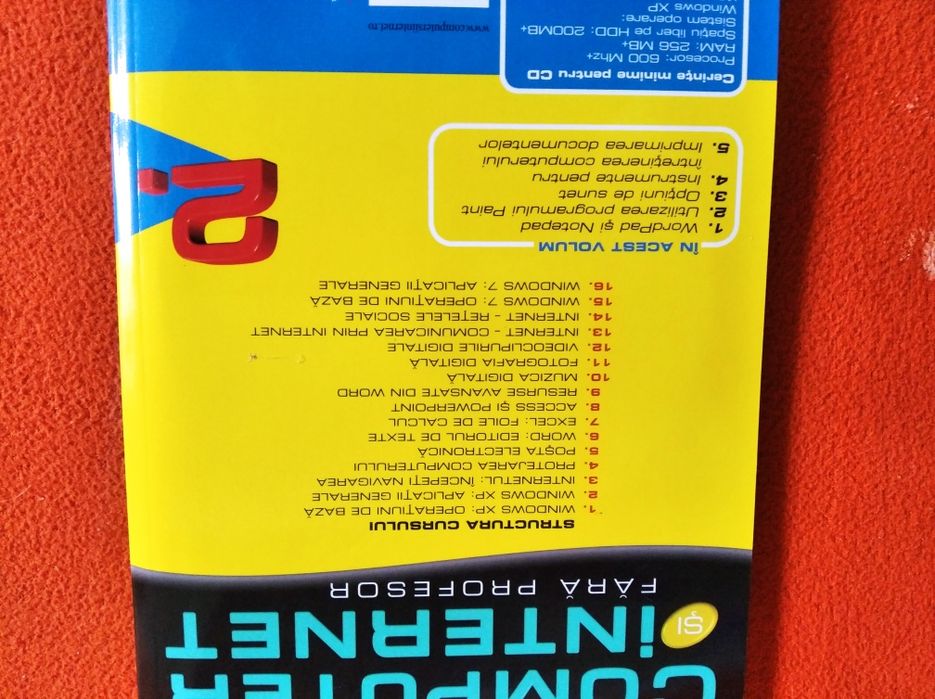 COMPUTER
ȘI INTERNET
FĂRĂ PROFESOR
STRUCTURA CURSULUI
1. WINDOWS XP: OPERAȚIUNI DE BAZĂ
2. WINDOWS XP: APLICAȚII GENERALE
3. INTERNETUL: ÎNCEPEȚI NAVIGAREA
4. PROTEJAREA COMPUTERULUI
5. POȘTA ELECTRONICĂ
6. WORD: EDITORUL DE TEXTE
7. EXCEL: FOILE DE CALCUL
8. ACCESS ȘI POWERPOINT
9. RESURSE AVANSATE DIN WORD
10. MUZICA DIGITALĂ
11. FOTOGRAFIA DIGITALĂ
12. VIDEOCLIPURILE DIGITALE
13. INTERNET - COMUNICAREA PRIN INTERNET
14. INTERNET - REȚELELE SOCIALE
15. WINDOWS 7: OPERAȚIUNI DE BAZĂ
16. WINDOWS 7: APLICAȚII GENERALE
ÎN ACEST VOLUM
1. WordPad și Notepad
2. Utilizarea programului Paint
3. Opțiuni de sunet
4. Instrumente pentru
întreținerea computerului
5. Imprimarea documentelor
2.
Cerințe minime pentru CD
Procesor: 600 Mhz+
RAM: 256 MB+
Spațiu liber pe HDD: 200MB+
Sistem operare:
Windows XP
www.computersiinternet.ro